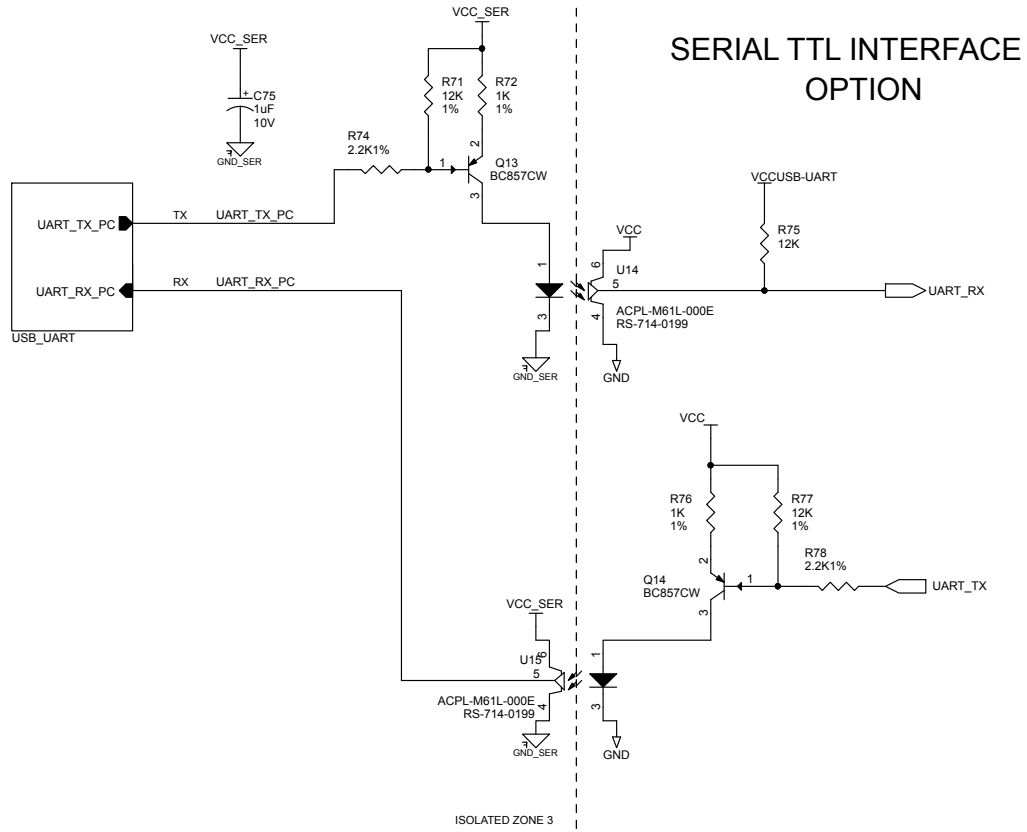 SERIAL TTL INTERFACE
OPTION
VCC_SER
VCC_SER
+
C75
1uF
10V
GND_SER
R71
12K
1%
R72
1K
1%
R74
2.2K1%
1
2
3
Q13
BC857CW
UART_TX_PC
TX
UART_TX_PC
UART_RX_PC
RX
UART_RX_PC
USB_UART
1
3
GND_SER
VCC
6
U14
5
4
ACPL-M61L-000E
RS-714-0199
GND
VCCUSB-UART
R75
12K
UART_RX
VCC
R76
1K
1%
R77
12K
1%
R78
2.2K1%
2
1
3
Q14
BC857CW
UART_TX
VCC_SER
6
U15
5
4
ACPL-M61L-000E
RS-714-0199
GND_SER
1
3
GND
ISOLATED ZONE 3